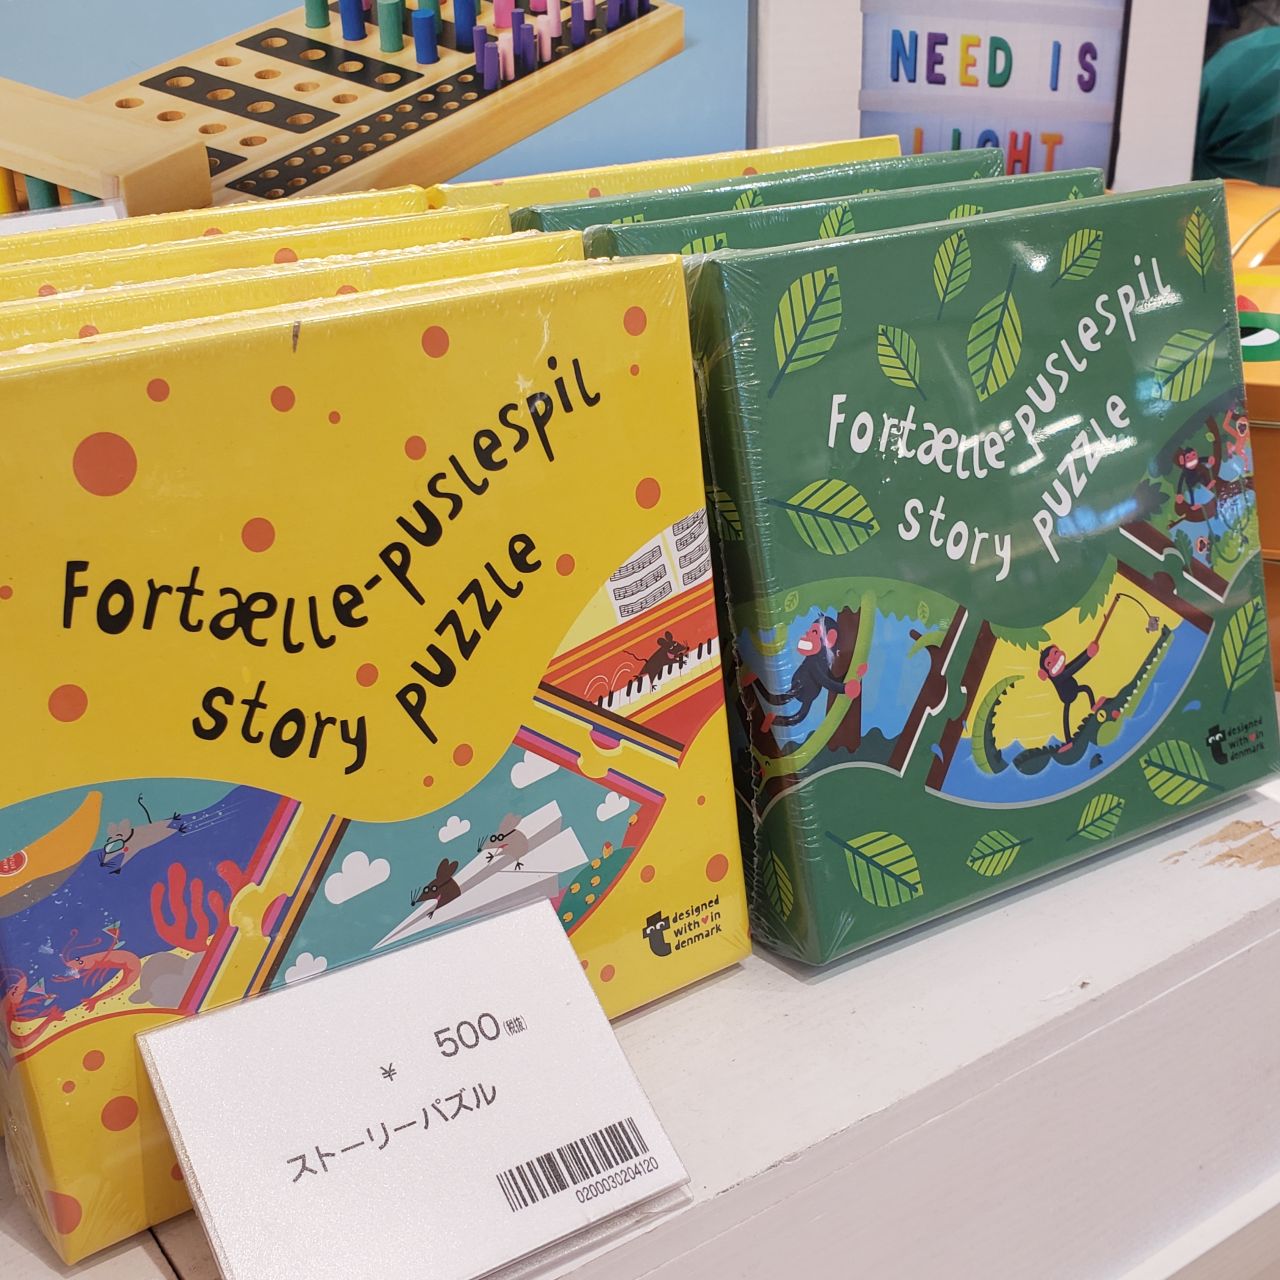 NEED IS
LIGHT
Fortælle-puslespil
story puzzle
designed
with in
denmark
Fortælle-puslespil
story puzzle
designed
with in
denmark
¥ 500(税抜)
ストーリーパズル
0200030204120